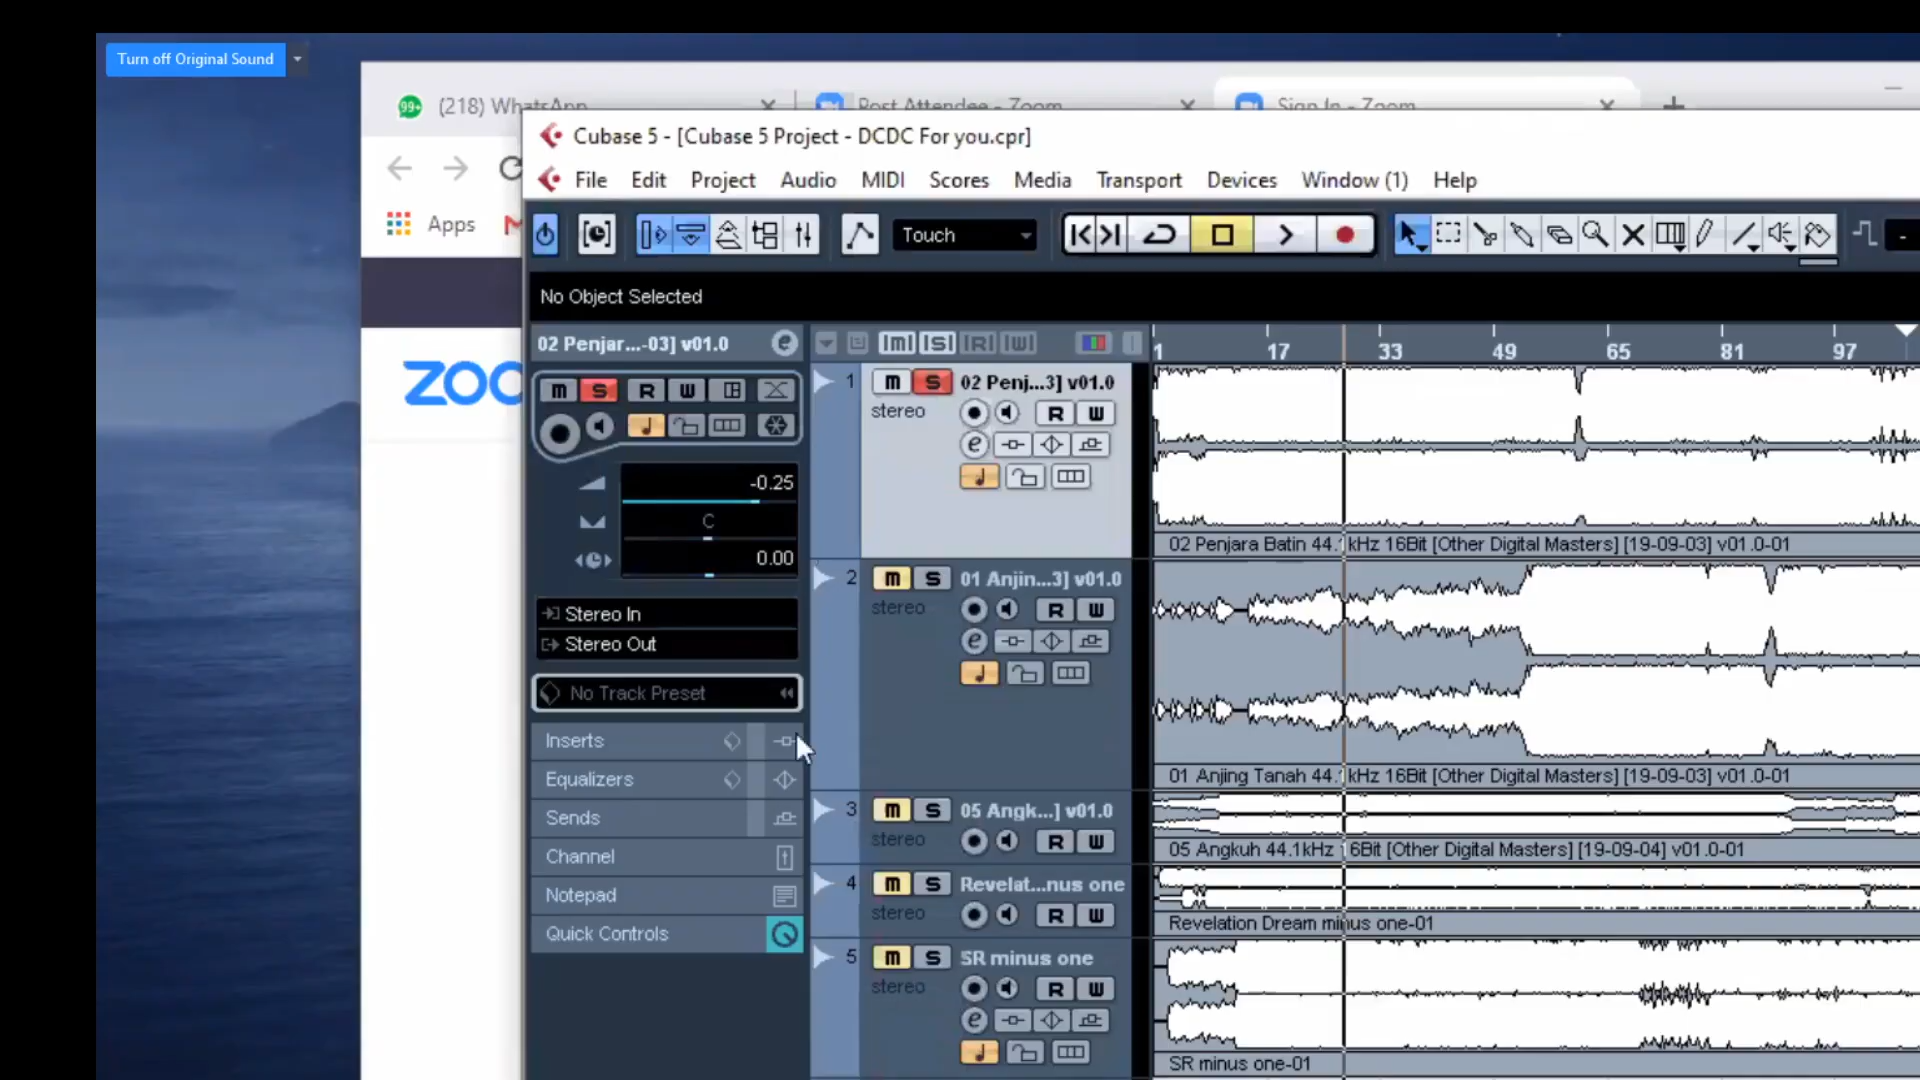 Turn off Original Sound
99+ (218) WhatsApp
Post Attendee - Zoom
Sign In - Zoom
Cubase 5 - [Cubase 5 Project - DCDC For you.cpr]
File Edit Project Audio MIDI Scores Media Transport Devices Window (1) Help
Apps
Touch
No Object Selected
02 Penjar...-03] v01.0
1 17 33 49 65 81 97
m S R W
1 m S 02 Penj...3] v01.0
stereo
R W
-0.25
C
0.00
02 Penjara Batin 44.1kHz 16Bit [Other Digital Masters] [19-09-03] v01.0-01
2 m S 01 Anjin...3] v01.0
stereo
R W
Stereo In
Stereo Out
No Track Preset
Inserts
Equalizers
Sends
Channel
Notepad
Quick Controls
01 Anjing Tanah 44.1kHz 16Bit [Other Digital Masters] [19-09-03] v01.0-01
3 m S 05 Angk...] v01.0
stereo
R W
05 Angkuh 44.1kHz 16Bit [Other Digital Masters] [19-09-04] v01.0-01
4 m S Revelat...nus one
stereo
R W
Revelation Dream minus one-01
5 m S SR minus one
stereo
R W
SR minus one-01